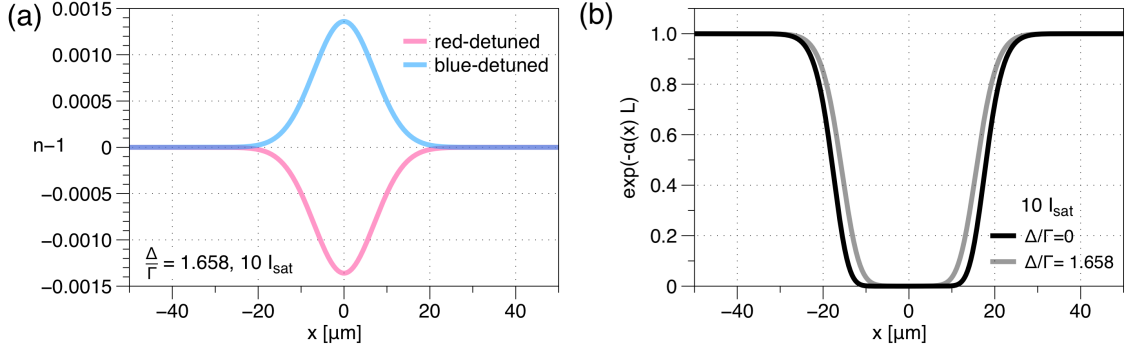 (a)
0.0015
0.0010
0.0005
n−1
0
−0.0005
−0.0010
−0.0015
red-detuned
blue-detuned
Δ/Γ = 1.658, 10 Isat
−40
−20
0
20
40
x [μm]
(b)
1.0
0.8
0.6
0.4
0.2
0
exp(-α(x) L)
10 Isat
Δ/Γ=0
Δ/Γ= 1.658
−40
−20
0
20
40
x [μm]